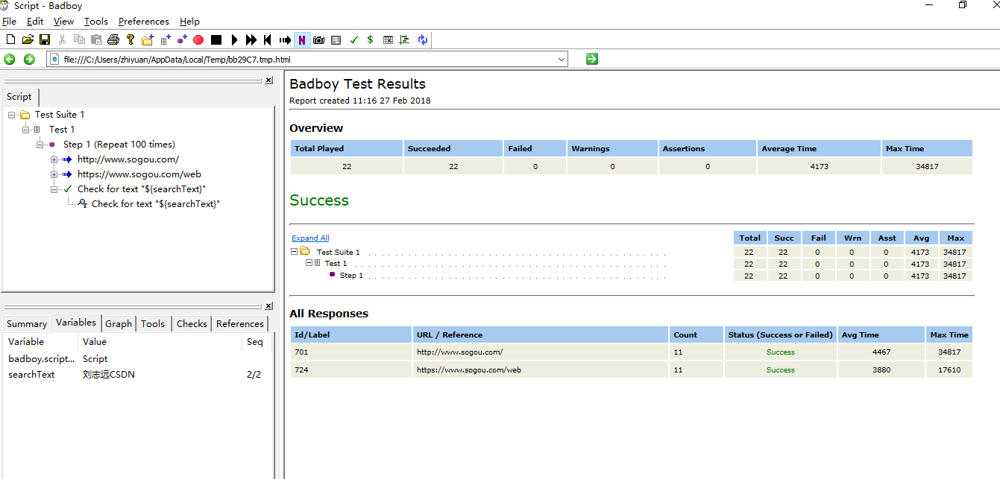 Script - Badboy
File Edit View Tools Preferences Help
file:///C:/Users/zhiyuan/AppData/Local/Temp/bb29C7.tmp.html
Script
Test Suite 1
Test 1
Step 1 (Repeat 100 times)
http://www.sogou.com/
https://www.sogou.com/web
Check for text "${searchText}"
Check for text "${searchText}"
Summary Variables Graph Tools Checks References
Variable Value Seq
badboy.script... Script
searchText 刘志远CSDN 2/2
Badboy Test Results
Report created 11:16 27 Feb 2018
Overview
Total Played Succeeded Failed Warnings Assertions Average Time Max Time
22 22 0 0 0 4173 34817
Success
Expand All Total Succ Fail Wrn Asst Avg Max
Test Suite 1 22 22 0 0 0 4173 34817
Test 1 22 22 0 0 0 4173 34817
Step 1 22 22 0 0 0 4173 34817
All Responses
Id/Label URL / Reference Count Status (Success or Failed) Avg Time Max Time
701 http://www.sogou.com/ 11 Success 4467 34817
724 https://www.sogou.com/web 11 Success 3880 17610